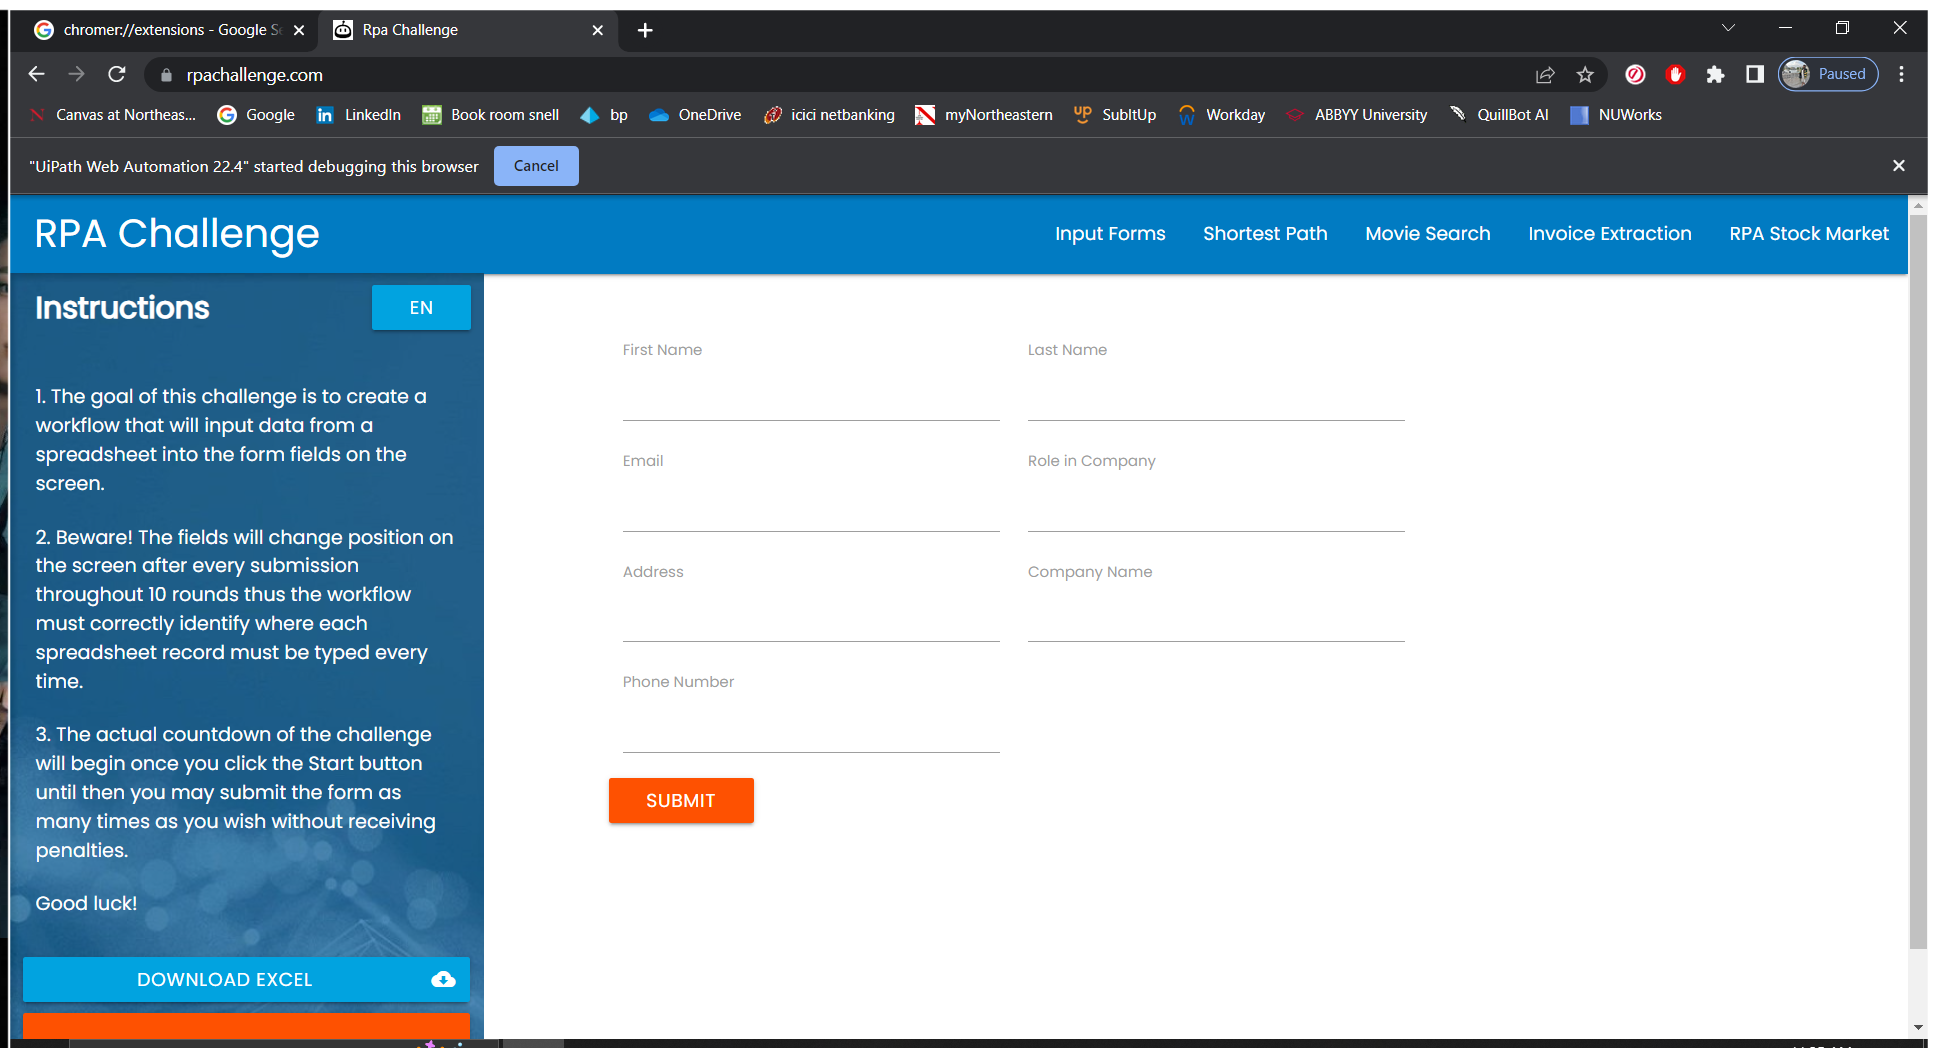 chromer://extensions - Google Se
Rpa Challenge
rpachallenge.com
Paused
Canvas at Northeas...
Google
LinkedIn
Book room snell
bp
OneDrive
icici netbanking
myNortheastern
SubItUp
Workday
ABBYY University
QuillBot AI
NUWorks
"UiPath Web Automation 22.4" started debugging this browser
Cancel
RPA Challenge
Input Forms
Shortest Path
Movie Search
Invoice Extraction
RPA Stock Market
Instructions
EN
1. The goal of this challenge is to create a
workflow that will input data from a
spreadsheet into the form fields on the
screen.
2. Beware! The fields will change position on
the screen after every submission
throughout 10 rounds thus the workflow
must correctly identify where each
spreadsheet record must be typed every
time.
3. The actual countdown of the challenge
will begin once you click the Start button
until then you may submit the form as
many times as you wish without receiving
penalties.
Good luck!
DOWNLOAD EXCEL
First Name
Last Name
Email
Role in Company
Address
Company Name
Phone Number
SUBMIT